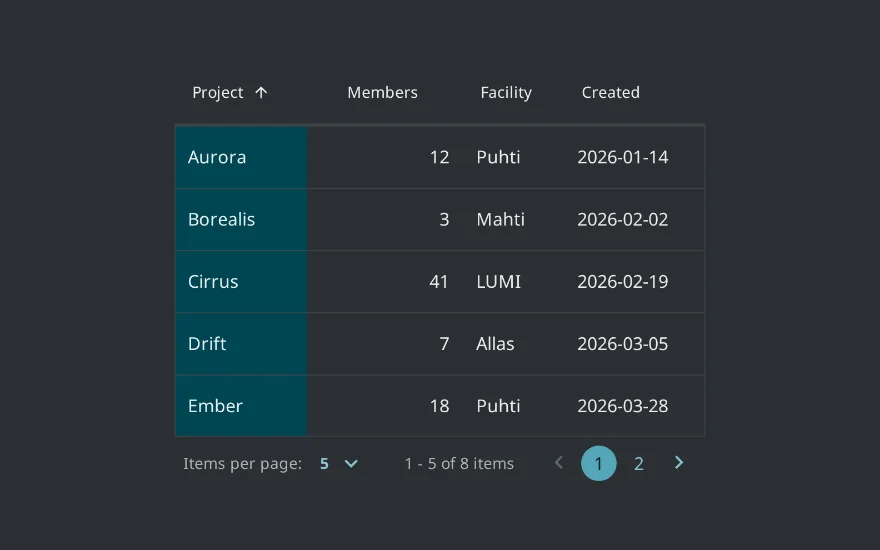 Project Members Facility Created
Aurora 12 Puhti 2026-01-14
Borealis 3 Mahti 2026-02-02
Cirrus 41 LUMI 2026-02-19
Drift 7 Allas 2026-03-05
Ember 18 Puhti 2026-03-28
Items per page: 5 1 - 5 of 8 items 1 2